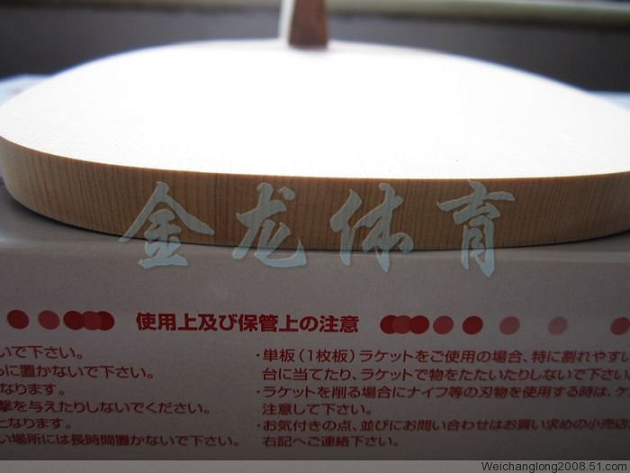 金龙体育
使用上及び保管上の注意
いで下さい。
に置かないで下さい。
なります。
撃を与えたりしないでください。
となります。
い場所には長時間置かないで下さい。
・単板（1枚板）ラケットをご使用の場合、特に割れやすい
台に当てたり、ラケットで物をたたいたりしないで下さい。
・ラケットを削る場合にナイフ等の刃物を使用する時は、ケ
注意して下さい。
・お気付きの点、並びにお問い合わせはお買い求めの小売店
右記へご連絡下さい。
Weichanglong2008.51.com